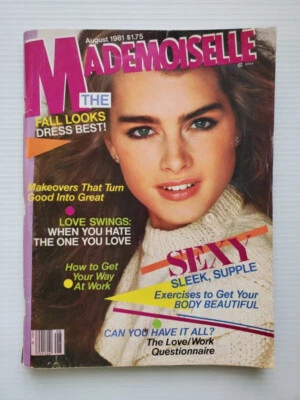 August 1981 $1.75
MADEMOISELLE
THE
FALL LOOKS
DRESS BEST!
Makeovers That Turn
Good Into Great
LOVE SWINGS:
WHEN YOU HATE
THE ONE YOU LOVE
How to Get
Your Way
At Work
SEXY
SLEEK, SUPPLE
Exercises to Get Your
BODY BEAUTIFUL
CAN YOU HAVE IT ALL?
The Love/Work
Questionnaire